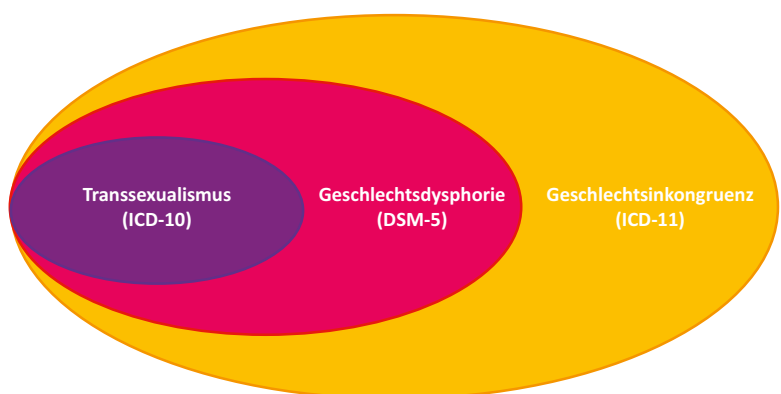 Transsexualismus
(ICD-10)
Geschlechtsdysphorie
(DSM-5)
Geschlechtsinkongruenz
(ICD-11)